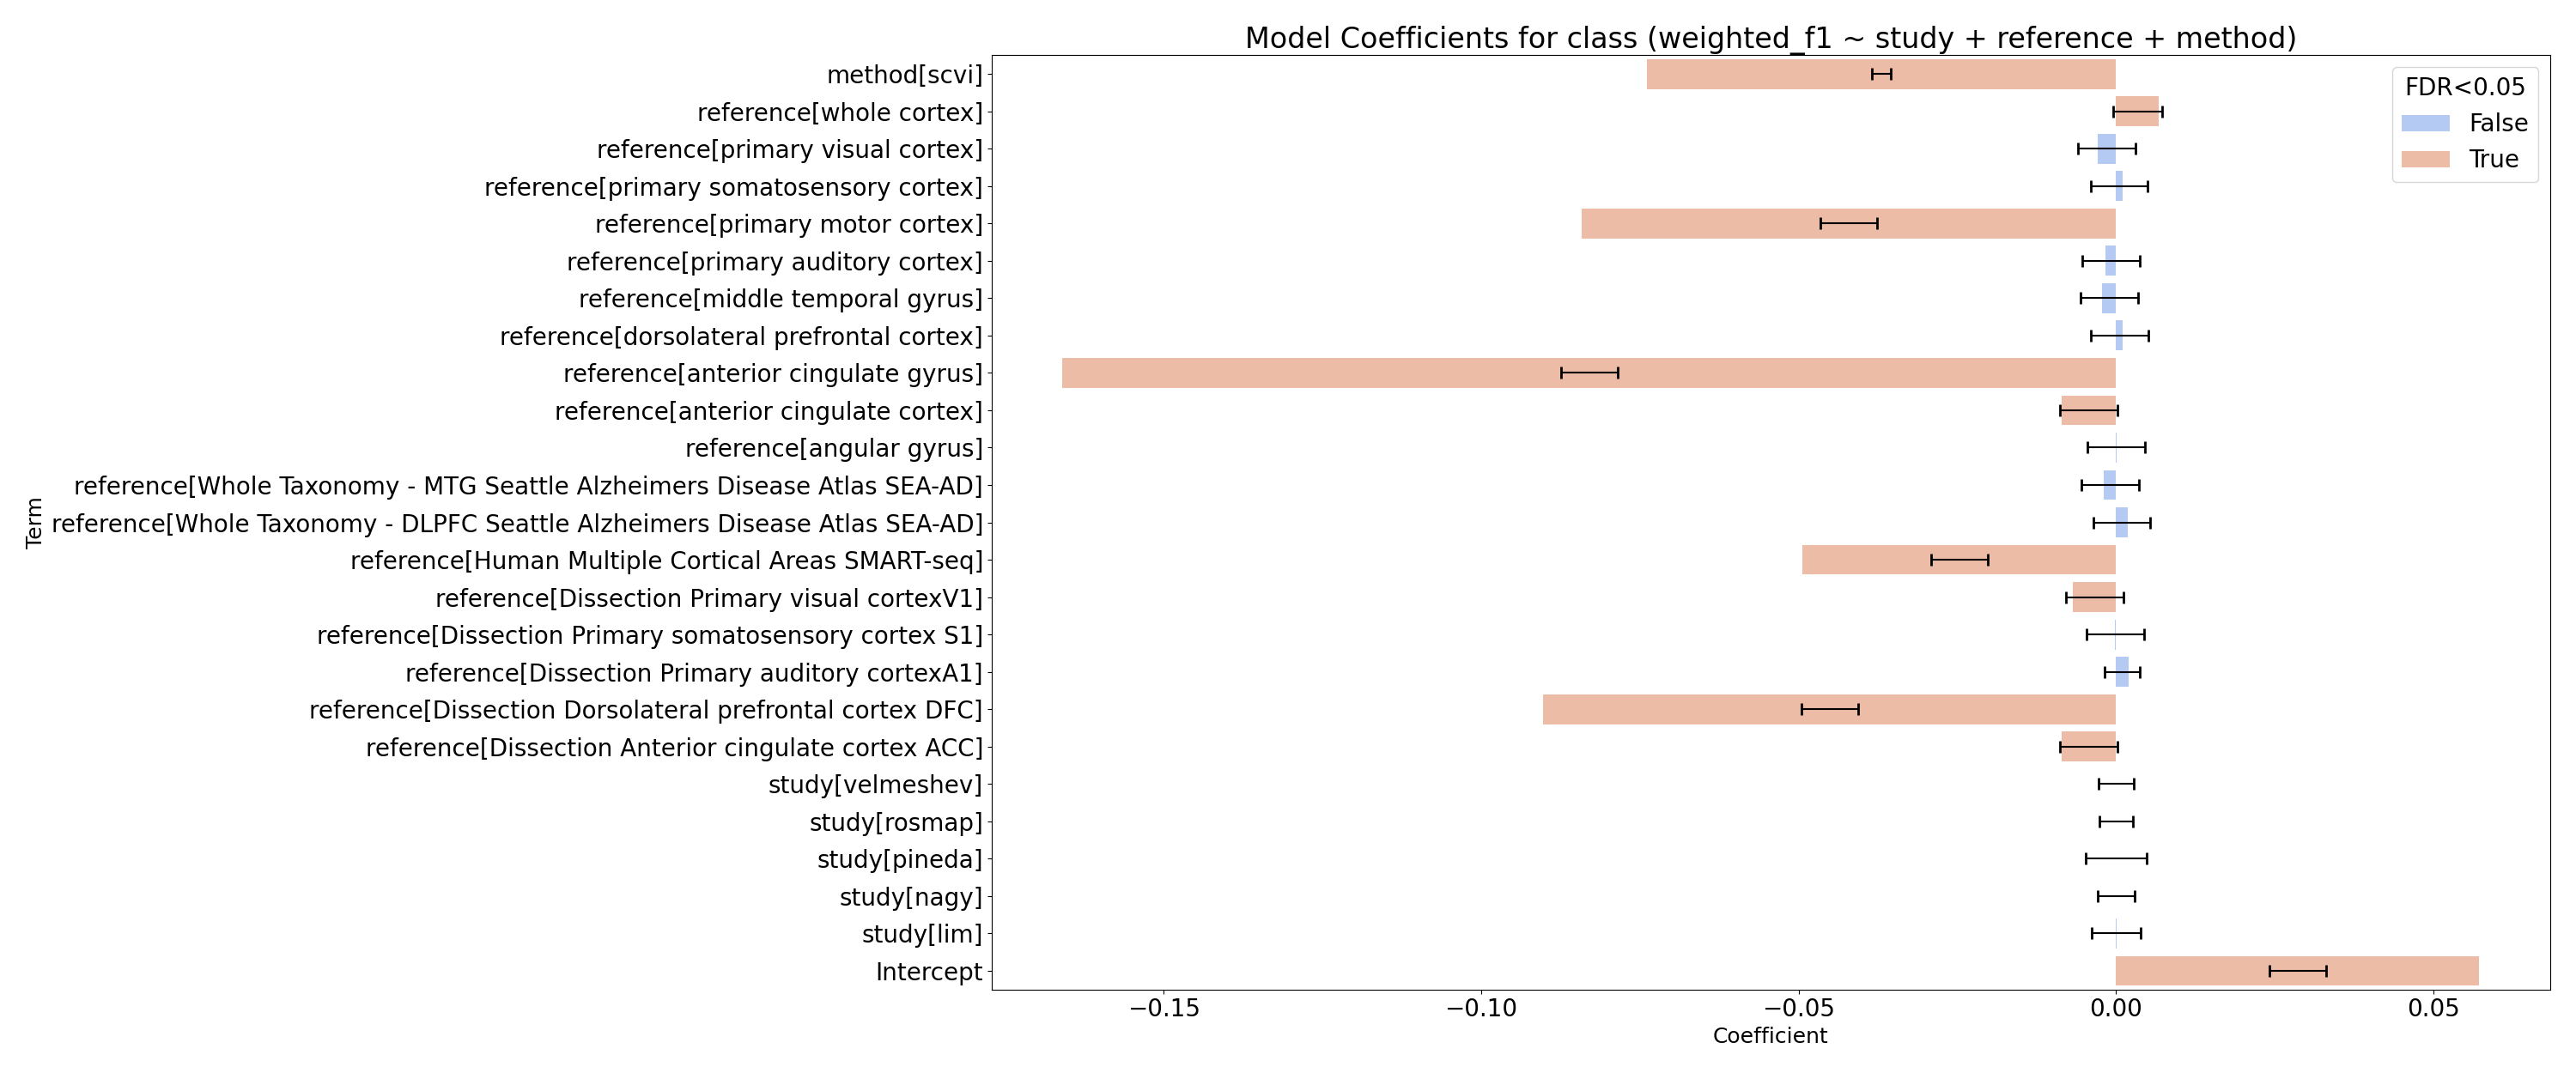 Model Coefficients for class (weighted_f1 ~ study + reference + method)
method[scvi]
reference[whole cortex]
reference[primary visual cortex]
reference[primary somatosensory cortex]
reference[primary motor cortex]
reference[primary auditory cortex]
reference[middle temporal gyrus]
reference[dorsolateral prefrontal cortex]
reference[anterior cingulate gyrus]
reference[anterior cingulate cortex]
reference[angular gyrus]
reference[Whole Taxonomy - MTG Seattle Alzheimers Disease Atlas SEA-AD]
reference[Whole Taxonomy - DLPFC Seattle Alzheimers Disease Atlas SEA-AD]
reference[Human Multiple Cortical Areas SMART-seq]
reference[Dissection Primary visual cortexV1]
reference[Dissection Primary somatosensory cortex S1]
reference[Dissection Primary auditory cortexA1]
reference[Dissection Dorsolateral prefrontal cortex DFC]
reference[Dissection Anterior cingulate cortex ACC]
study[velmeshev]
study[rosmap]
study[pineda]
study[nagy]
study[lim]
Intercept
Term
FDR<0.05
False
True
−0.15 −0.10 −0.05 0.00 0.05
Coefficient